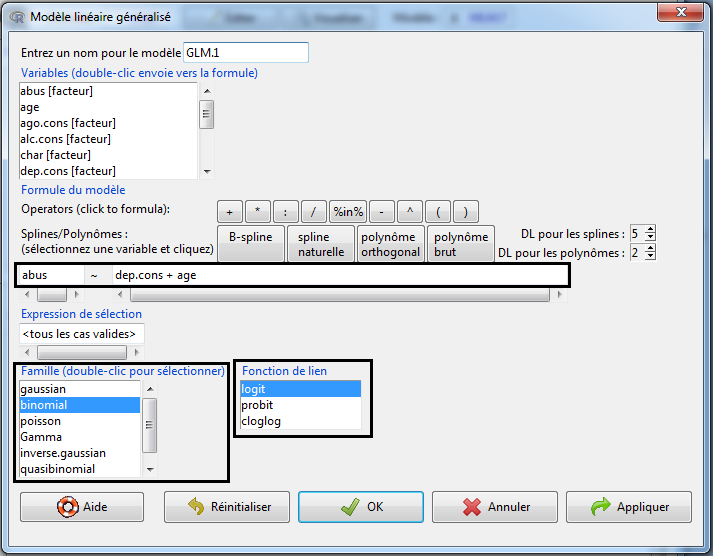 Modèle linéaire généralisé
Entrez un nom pour le modèle GLM.1
Variables (double-clic envoie vers la formule)
abus [facteur]
age
ago.cons [facteur]
alc.cons [facteur]
char [facteur]
dep.cons [facteur]
Formule du modèle
Operators (click to formula): + * : / %in% - ^ ( )
Splines/Polynômes :
(sélectionnez une variable et cliquez)
B-spline
spline
naturelle
polynôme
orthogonal
polynôme
brut
DL pour les splines : 5
DL pour les polynômes : 2
abus ~ dep.cons + age
Expression de sélection
<tous les cas valides>
Famille (double-clic pour sélectionner)
gaussian
binomial
poisson
Gamma
inverse.gaussian
quasibinomial
Fonction de lien
logit
probit
cloglog
Aide Réinitialiser OK Annuler Appliquer